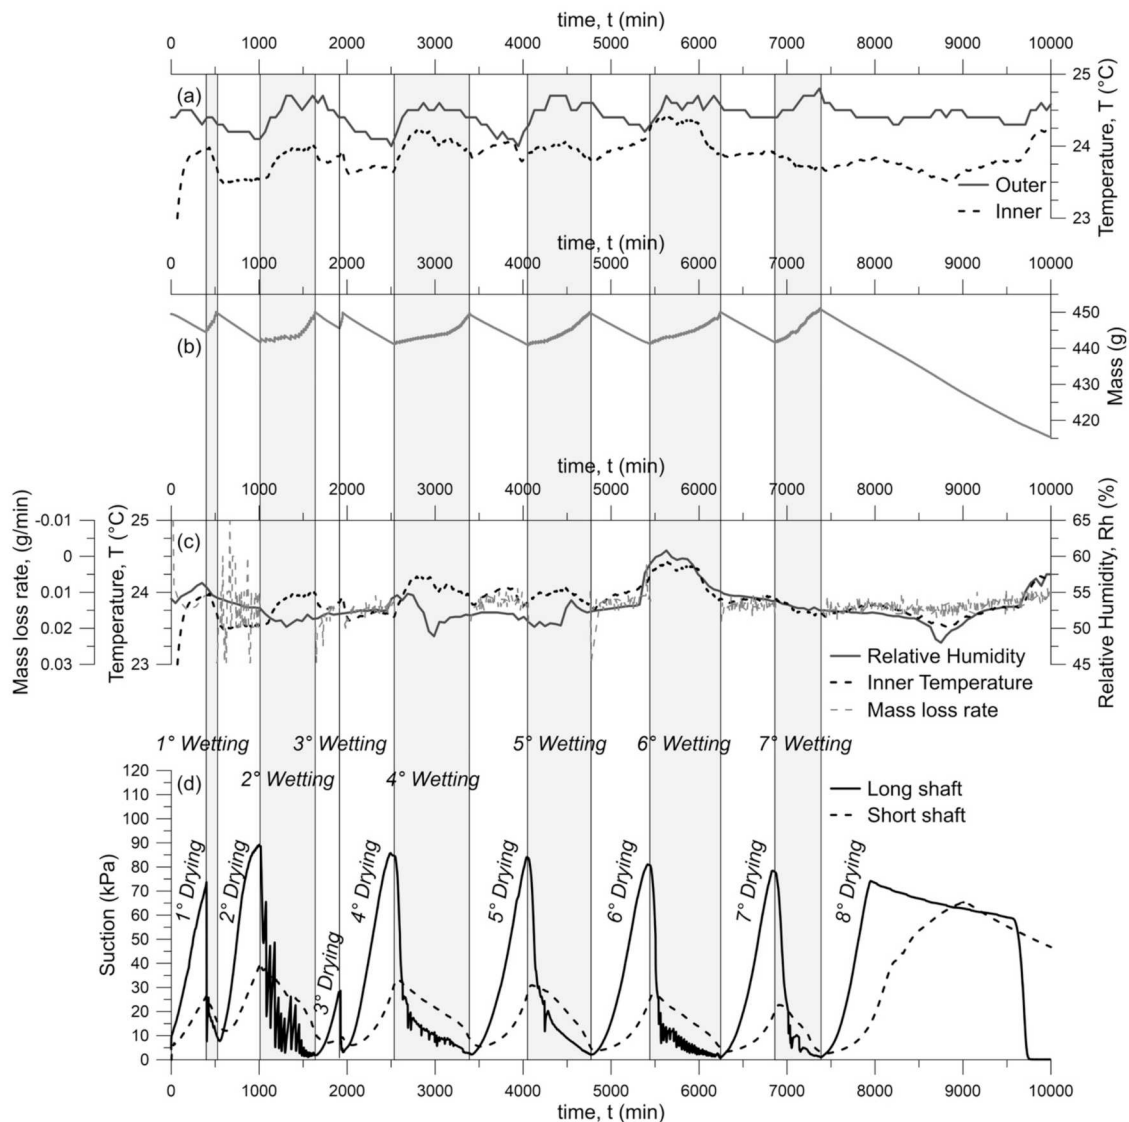 time, t (min)
0 1000 2000 3000 4000 5000 6000 7000 8000 9000 10000
(a)
25
24
23
Temperature, T (°C)
Outer
Inner
time, t (min)
0 1000 2000 3000 4000 5000 6000 7000 8000 9000 10000
(b)
450
440
430
420
Mass (g)
time, t (min)
0 1000 2000 3000 4000 5000 6000 7000 8000 9000 10000
Mass loss rate, (g/min)
-0.01
0
0.01
0.02
0.03
Temperature, T (°C)
25
24
23
(c)
65
60
55
50
45
Relative Humidity, Rh (%)
Relative Humidity
Inner Temperature
Mass loss rate
1° Wetting 3° Wetting 5° Wetting 6° Wetting 7° Wetting
2° Wetting 4° Wetting
(d)
Long shaft
Short shaft
Suction (kPa)
120
110
100
90
80
70
60
50
40
30
20
10
0
1° Drying
2° Drying
3° Drying
4° Drying
5° Drying
6° Drying
7° Drying
8° Drying
0 1000 2000 3000 4000 5000 6000 7000 8000 9000 10000
time, t (min)